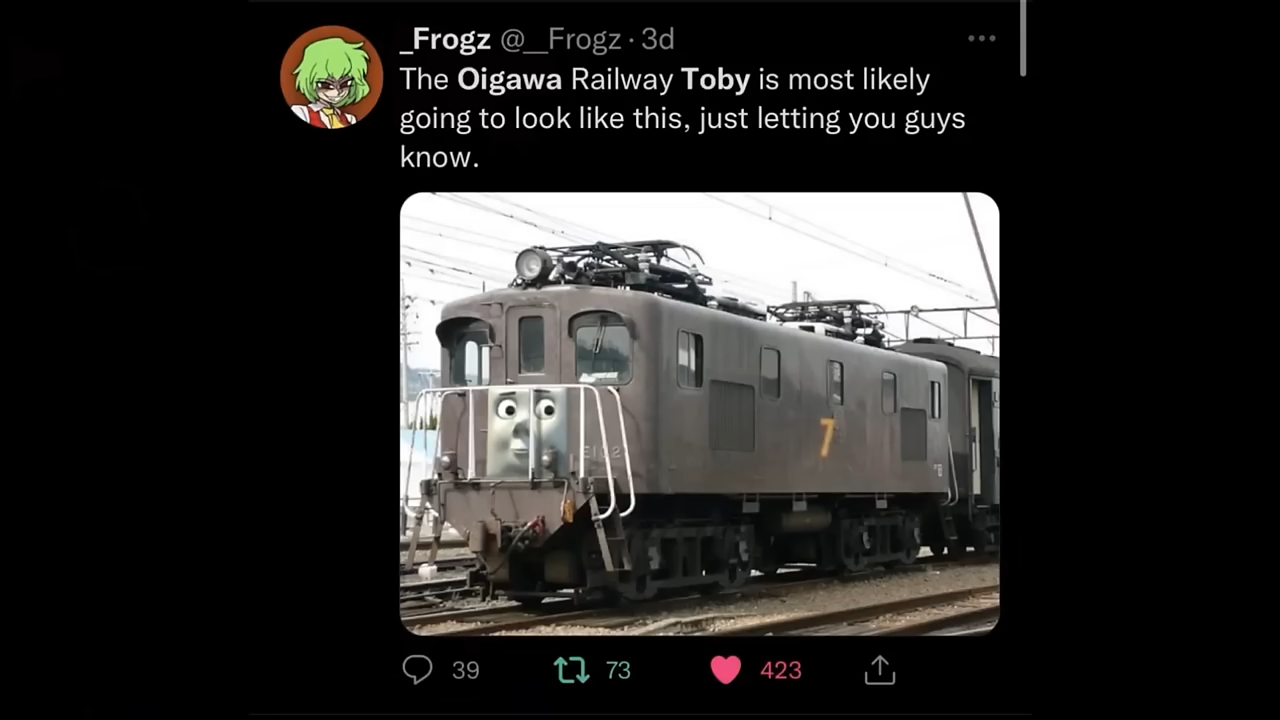 _Frogz @__Frogz · 3d
The Oigawa Railway Toby is most likely
going to look like this, just letting you guys
know.
7
E102
39 73 423